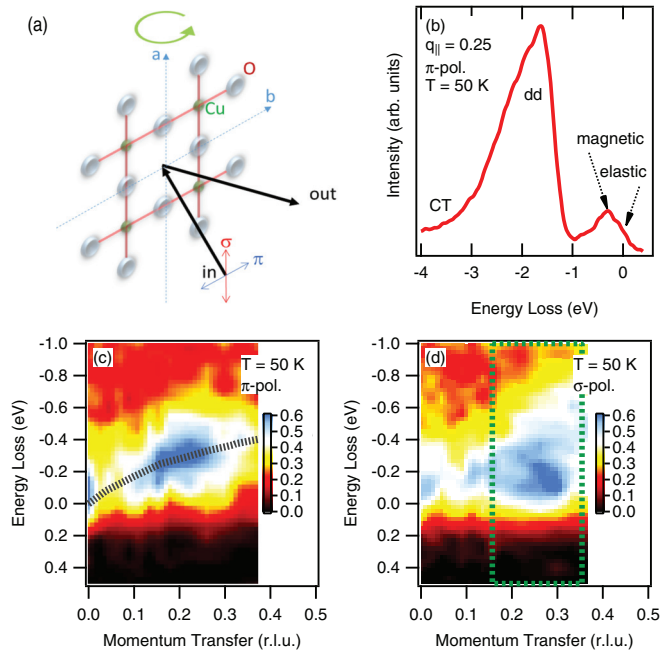 (a)
a
O
Cu
b
out
σ
in
π
(b)
q|| = 0.25
π-pol.
T = 50 K
dd
magnetic
elastic
CT
Intensity (arb. units)
-4 -3 -2 -1 0
Energy Loss (eV)
(c)
T = 50 K
π-pol.
0.6
0.5
0.4
0.3
0.2
0.1
0.0
-1.0
-0.8
-0.6
-0.4
-0.2
0.0
0.2
0.4
Energy Loss (eV)
0.0 0.1 0.2 0.3 0.4 0.5
Momentum Transfer (r.l.u.)
(d)
T = 50 K
σ-pol.
0.6
0.5
0.4
0.3
0.2
0.1
0.0
-1.0
-0.8
-0.6
-0.4
-0.2
0.0
0.2
0.4
Energy Loss (eV)
0.0 0.1 0.2 0.3 0.4 0.5
Momentum Transfer (r.l.u.)